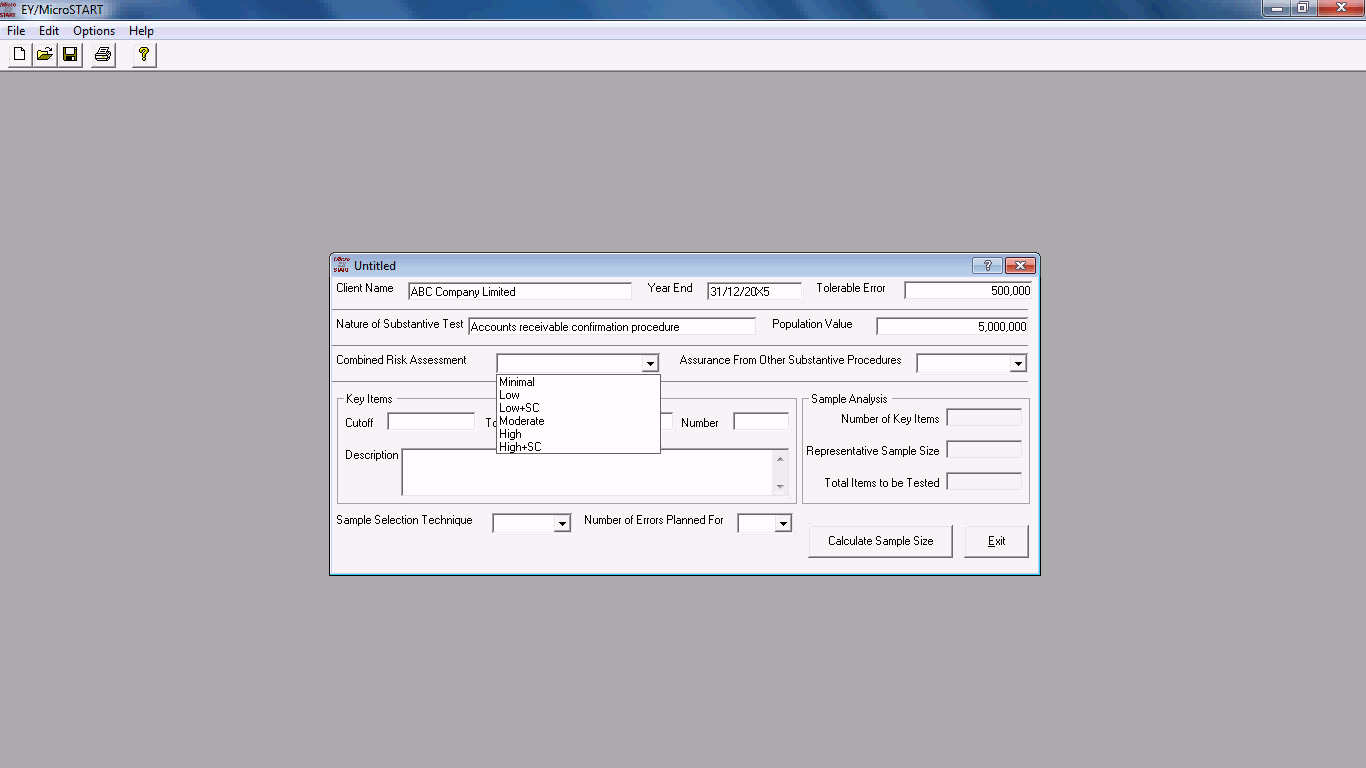 EY/MicroSTART
File Edit Options Help
Untitled
Client Name ABC Company Limited Year End 31/12/20X5 Tolerable Error 500,000
Nature of Substantive Test Accounts receivable confirmation procedure Population Value 5,000,000
Combined Risk Assessment Assurance From Other Substantive Procedures
Minimal
Low
Low+SC
Moderate
High
High+SC
Key Items
Cutoff To Number
Description
Sample Analysis
Number of Key Items
Representative Sample Size
Total Items to be Tested
Sample Selection Technique Number of Errors Planned For
Calculate Sample Size Exit